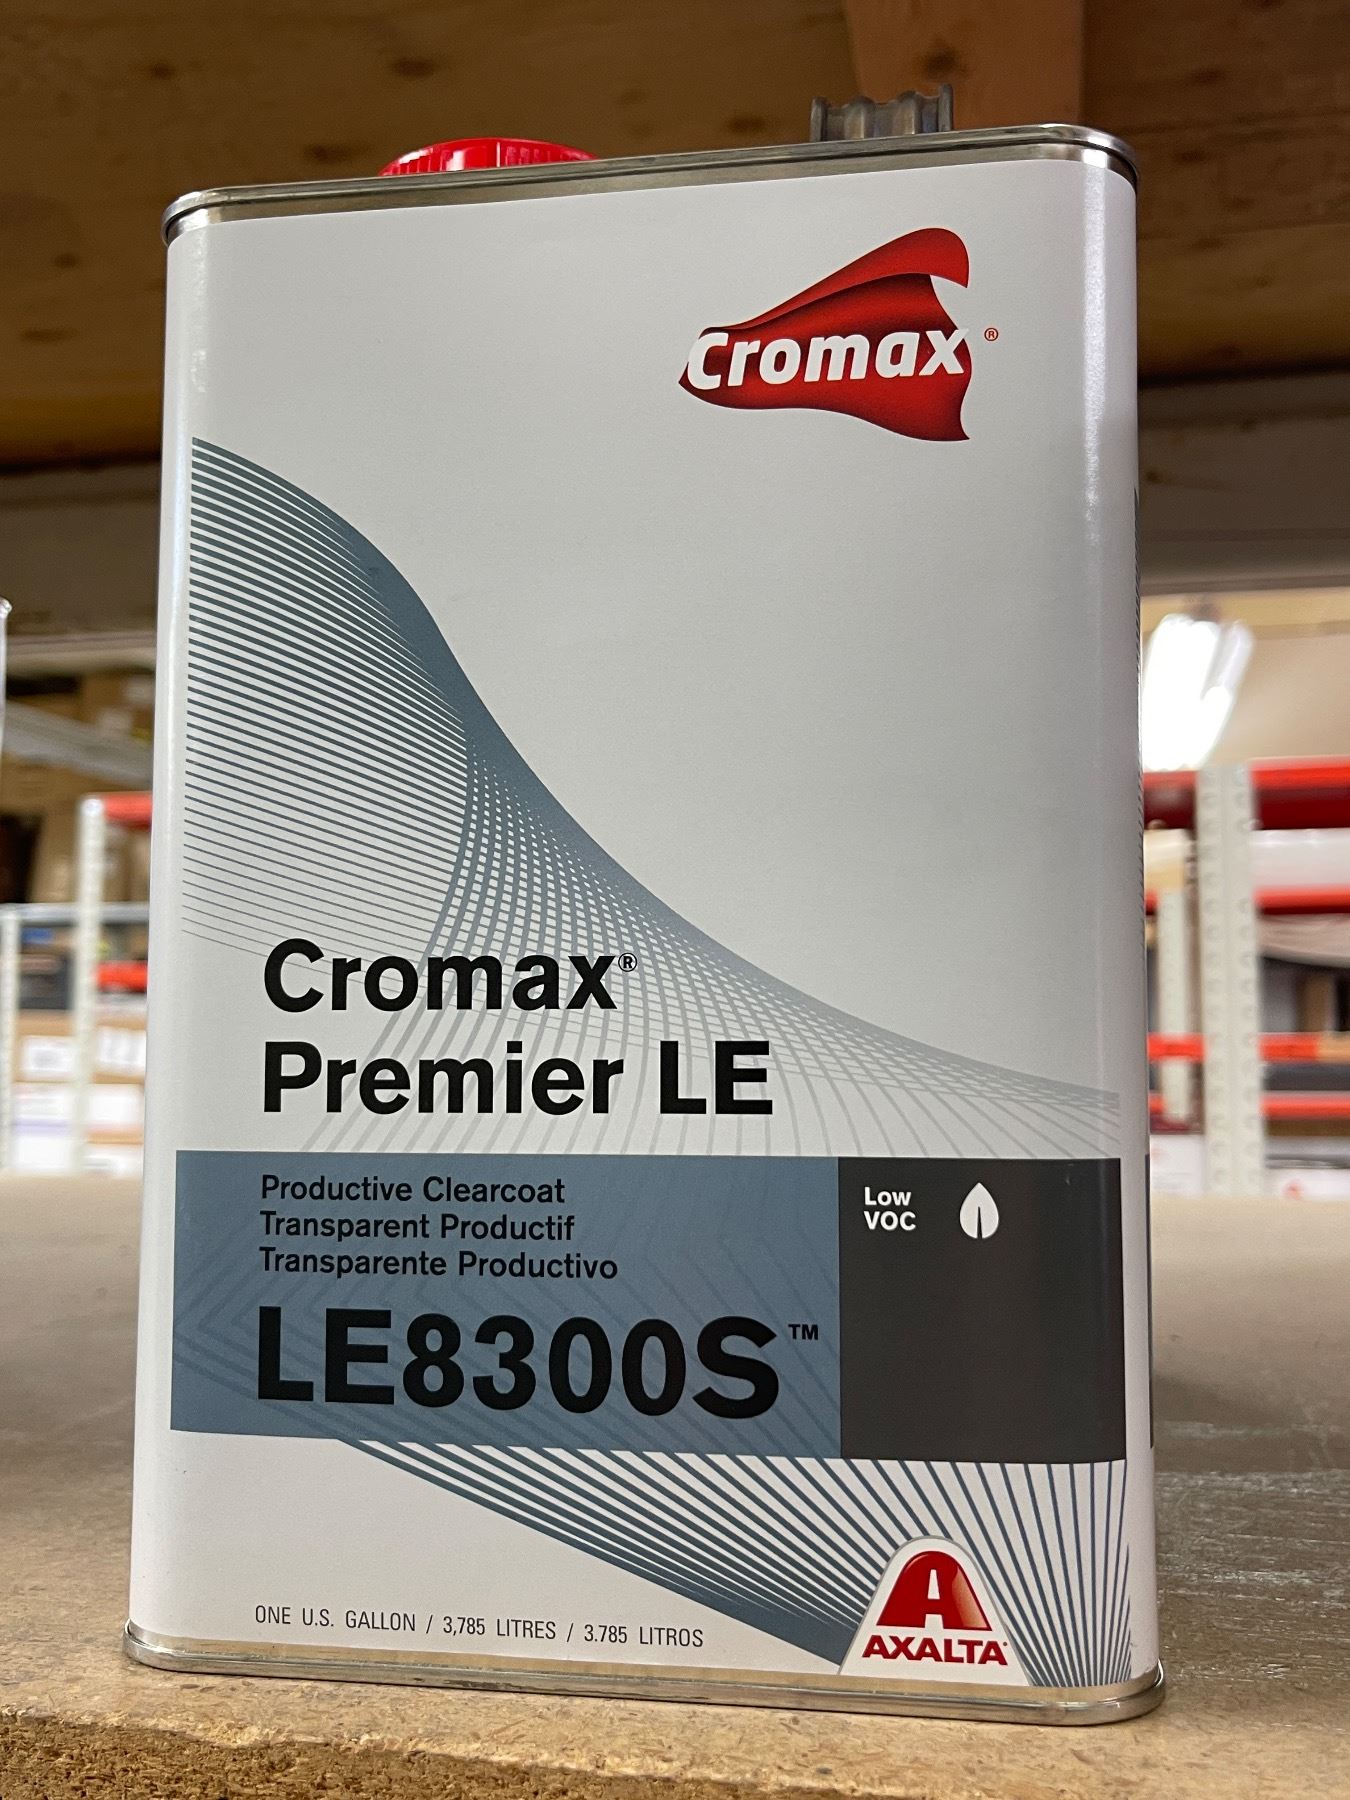 Cromax®
Cromax®
Premier LE
Productive Clearcoat
Transparent Productif
Transparente Productivo
LE8300S™
Low
VOC
ONE U.S. GALLON / 3,785 LITRES / 3.785 LITROS
AXALTA